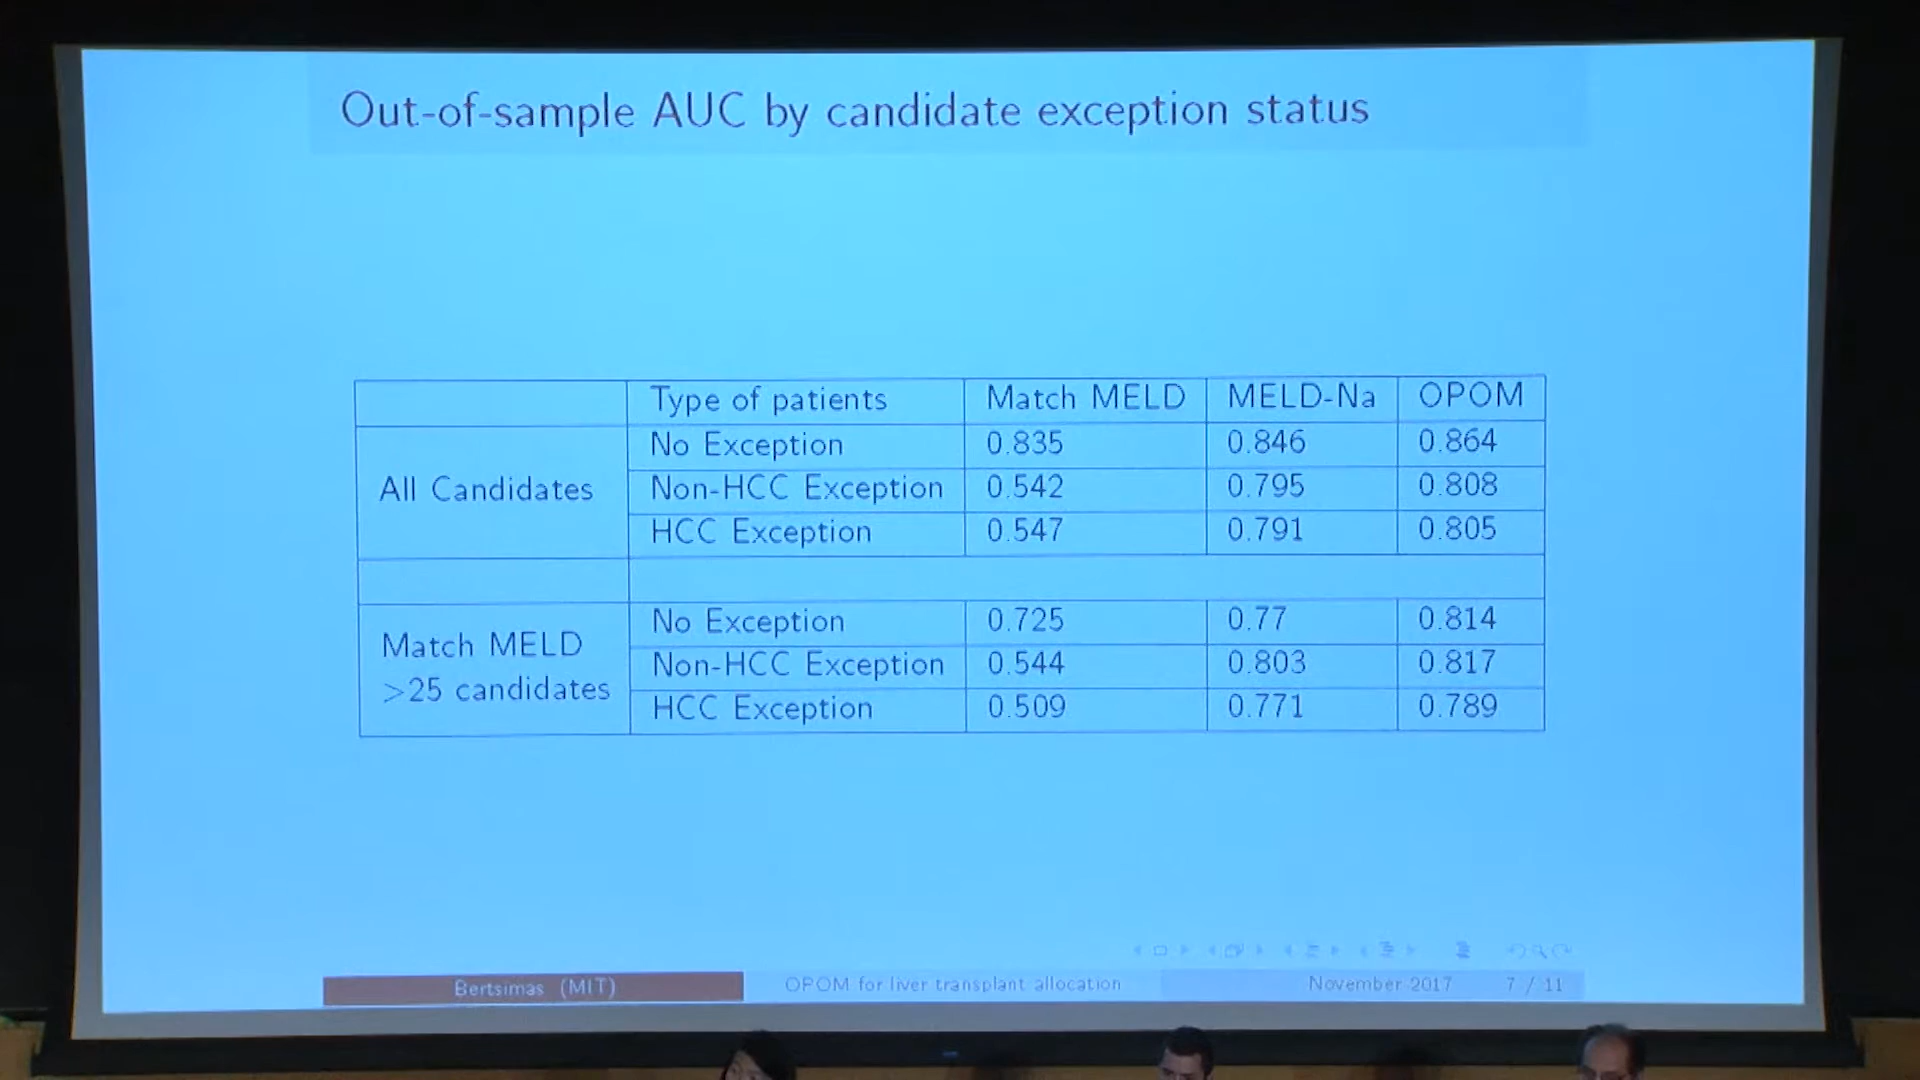 Out-of-sample AUC by candidate exception status
Type of patients Match MELD MELD-Na OPOM
All Candidates
No Exception 0.835 0.846 0.864
Non-HCC Exception 0.542 0.795 0.808
HCC Exception 0.547 0.791 0.805
Match MELD
>25 candidates
No Exception 0.725 0.77 0.814
Non-HCC Exception 0.544 0.803 0.817
HCC Exception 0.509 0.771 0.789
Bertsimas (MIT) OPOM for liver transplant allocation November 2017 7 / 11